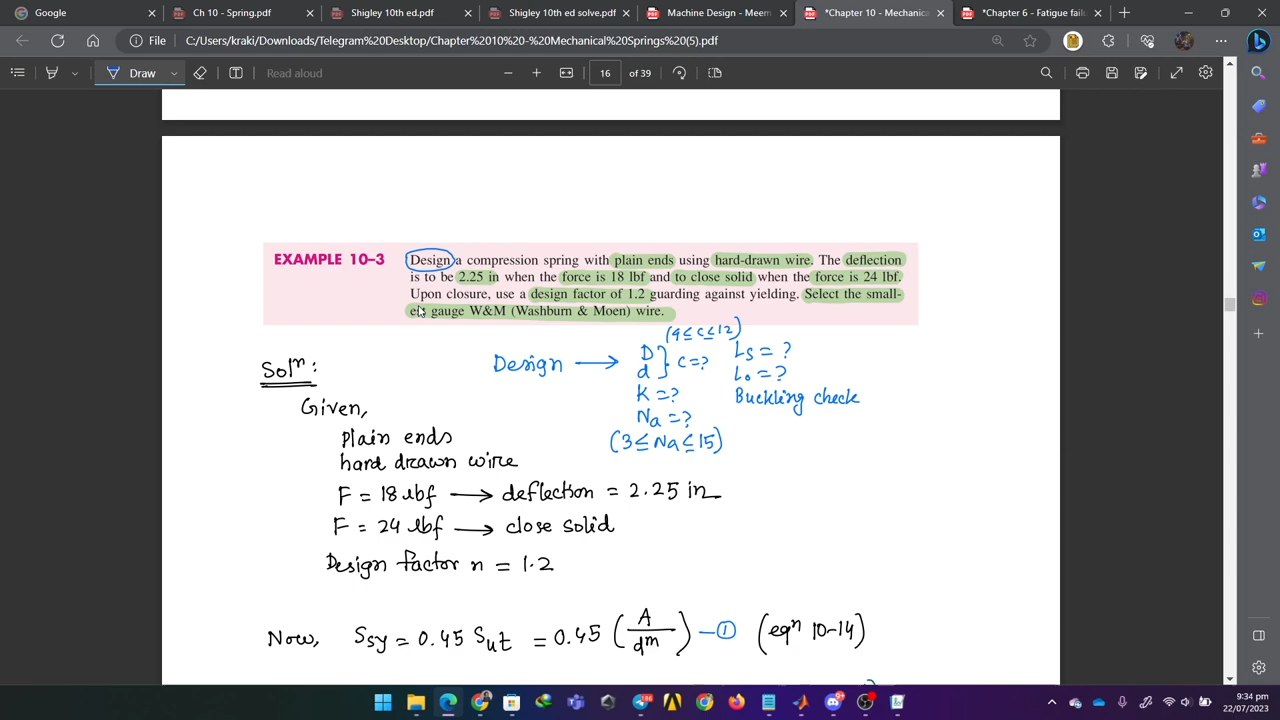 Google
Ch 10 - Spring.pdf
Shigley 10th ed.pdf
Shigley 10th ed solve.pdf
Machine Design - Meem
*Chapter 10 - Mechanica
*Chapter 6 - Fatigue failu
File
C:/Users/kraki/Downloads/Telegram%20Desktop/Chapter%2010%20-%20Mechanical%20Springs%20(5).pdf
Draw
Read aloud
16 of 39
EXAMPLE 10–3
Design a compression spring with plain ends using hard-drawn wire. The deflection
is to be 2.25 in when the force is 18 lbf and to close solid when the force is 24 lbf.
Upon closure, use a design factor of 1.2 guarding against yielding. Select the small-
est gauge W&M (Washburn & Moen) wire.
(4 ≤ C ≤ 12)
Design → D
d } C = ?
Ls = ?
L₀ = ?
K = ?
Buckling check
Na = ?
(3 ≤ Na ≤ 15)
Solⁿ:
Given,
plain ends
hard drawn wire
F = 18 lbf → deflection = 2.25 in
F = 24 lbf → close solid
Design factor n = 1.2
Now, Ssy = 0.45 Sut = 0.45 (A/dᵐ) — ① (eqⁿ 10-14)
9:34 pm
22/07/2023